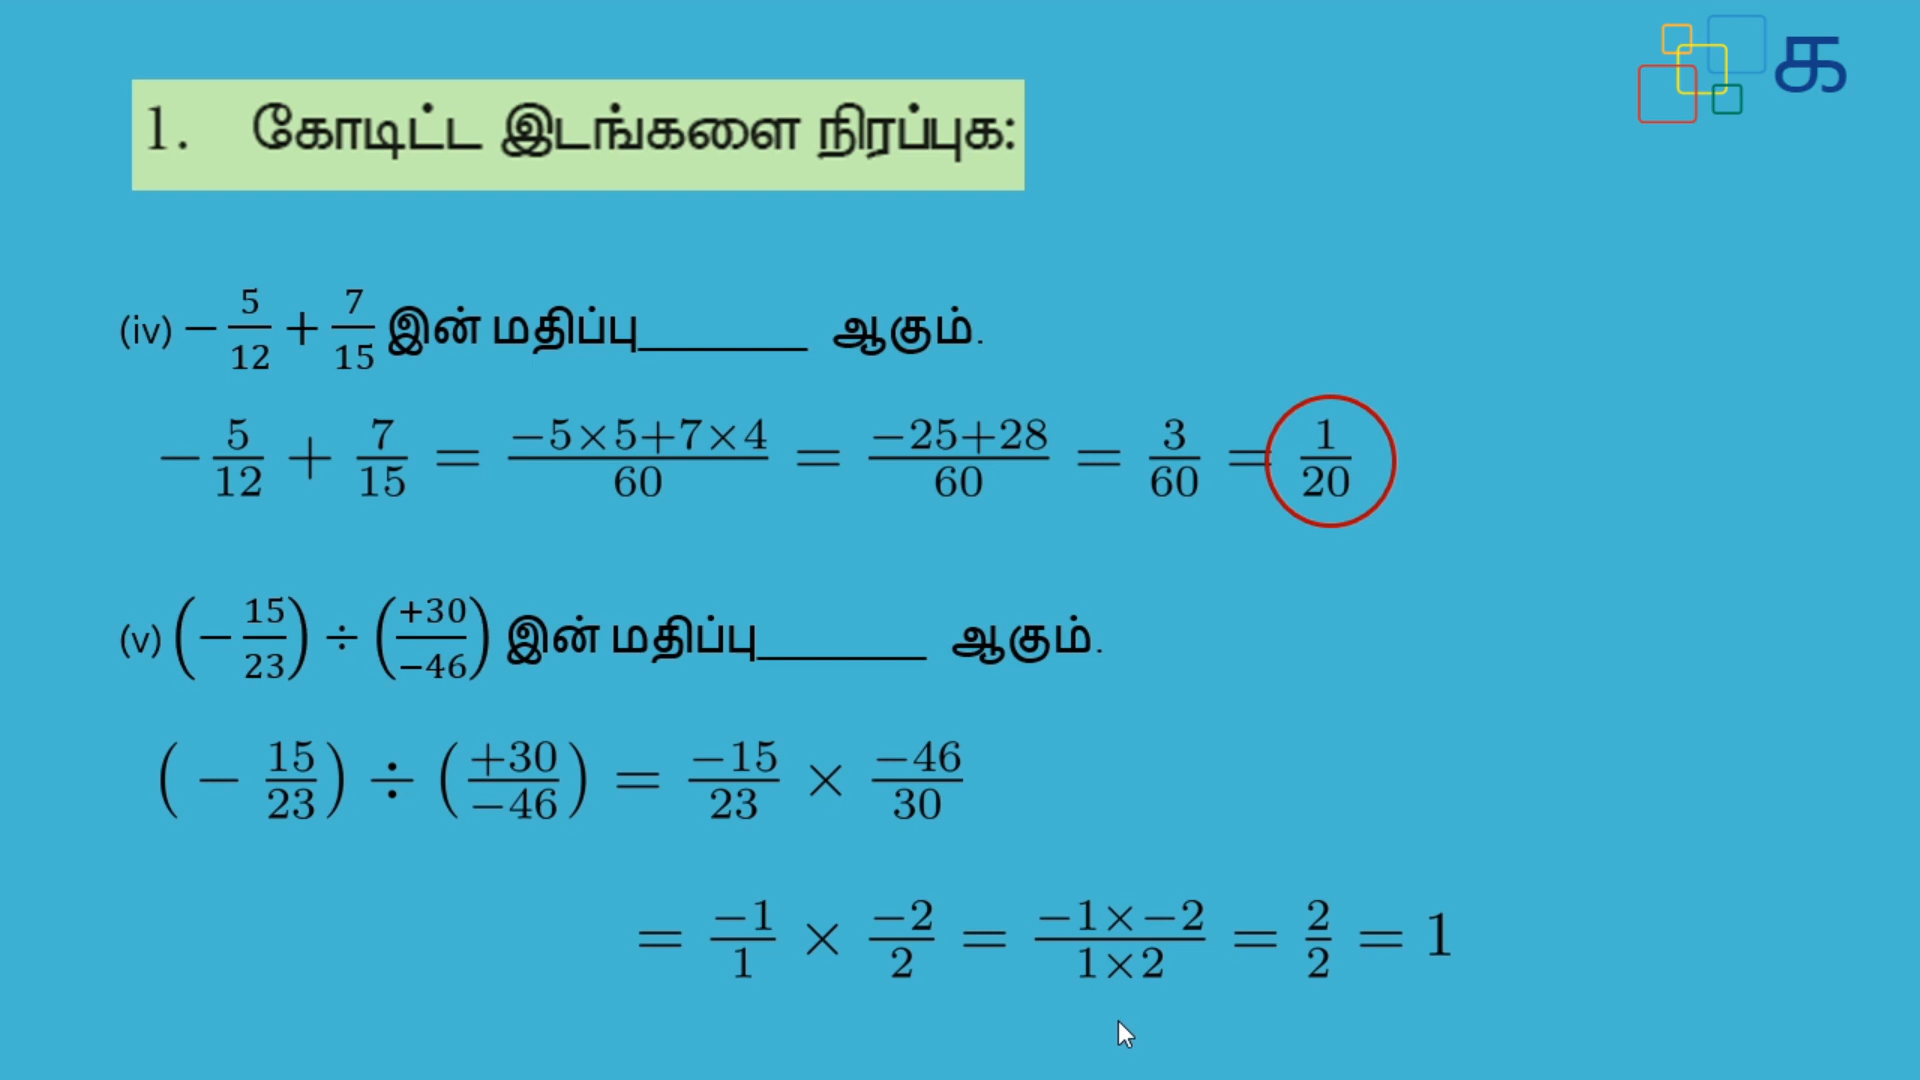 க
1. கோடிட்ட இடங்களை நிரப்புக:
(iv) −5/12 + 7/15 இன் மதிப்பு_______ ஆகும்.
−5/12 + 7/15 = −5×5+7×4/60 = −25+28/60 = 3/60 = 1/20
(v) (−15/23) ÷ (+30/−46) இன் மதிப்பு_______ ஆகும்.
(−15/23) ÷ (+30/−46) = −15/23 × −46/30
= −1/1 × −2/2 = −1×−2/1×2 = 2/2 = 1